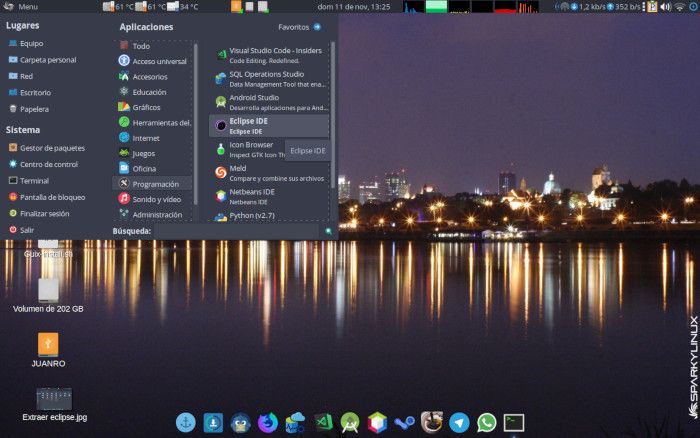 Menu
61 °C
61 °C
34 °C
dom 11 de nov, 13:25
1,2 kb/s
352 b/s
Lugares
Equipo
Carpeta personal
Red
Escritorio
Papelera
Sistema
Gestor de paquetes
Centro de control
Terminal
Pantalla de bloqueo
Finalizar sesión
Salir
Aplicaciones
Todo
Acceso universal
Accesorios
Educación
Gráficos
Herramientas del...
Internet
Juegos
Oficina
Programación
Sonido y vídeo
Administración
Favoritos
Visual Studio Code - Insiders
Code Editing. Redefined.
SQL Operations Studio
Data Management Tool that ena...
Android Studio
Desarrolla aplicaciones para And...
Eclipse IDE
Eclipse IDE
Icon Browser
Inspect GTK Icon Th
Eclipse IDE
Meld
Compare y combine sus archivos
Netbeans IDE
Netbeans IDE
Python (v2.7)
Búsqueda:
Guix-install.sh
Volumen de 202 GB
JUANRO
Extraer eclipse.jpg
SPARKYLINUX